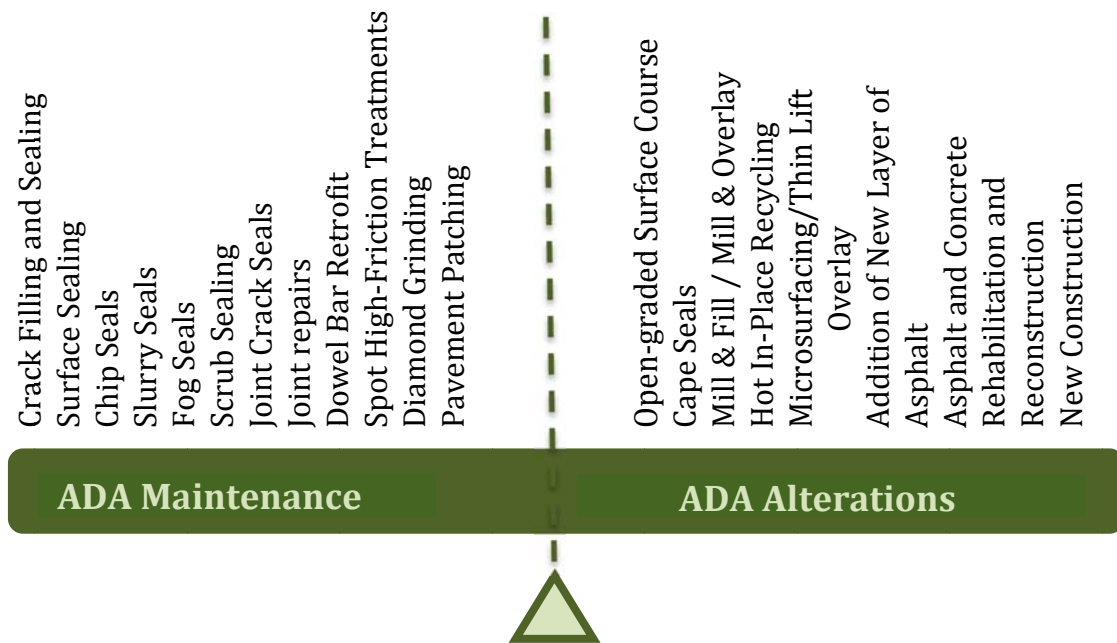 Crack Filling and Sealing
Surface Sealing
Chip Seals
Slurry Seals
Fog Seals
Scrub Sealing
Joint Crack Seals
Joint repairs
Dowel Bar Retrofit
Spot High-Friction Treatments
Diamond Grinding
Pavement Patching
Open-graded Surface Course
Cape Seals
Mill & Fill / Mill & Overlay
Hot In-Place Recycling
Microsurfacing/Thin Lift
Overlay
Addition of New Layer of
Asphalt
Asphalt and Concrete
Rehabilitation and
Reconstruction
New Construction
ADA Maintenance
ADA Alterations